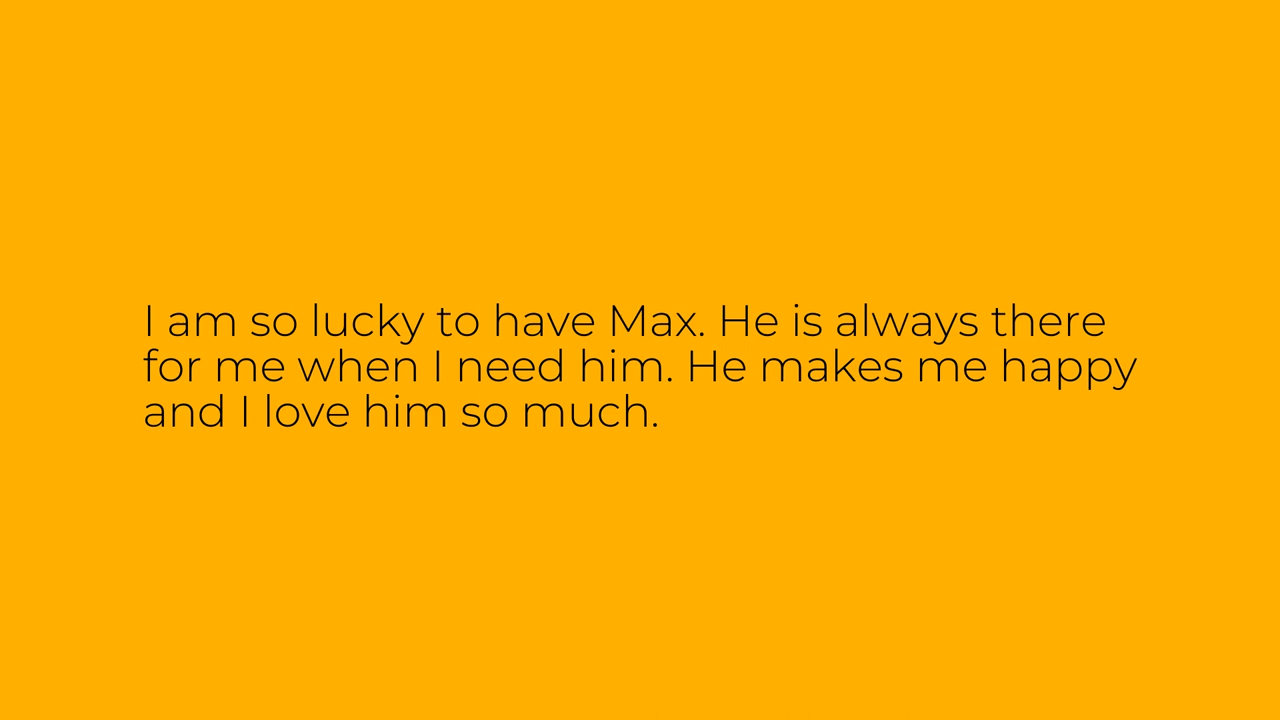 I am so lucky to have Max. He is always there
for me when I need him. He makes me happy
and I love him so much.